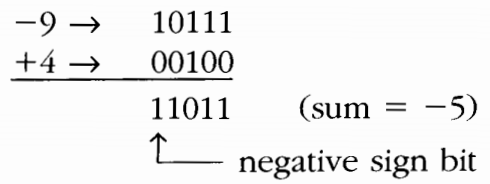 −9 → 10111
+4 → 00100
11011 (sum = −5)
negative sign bit